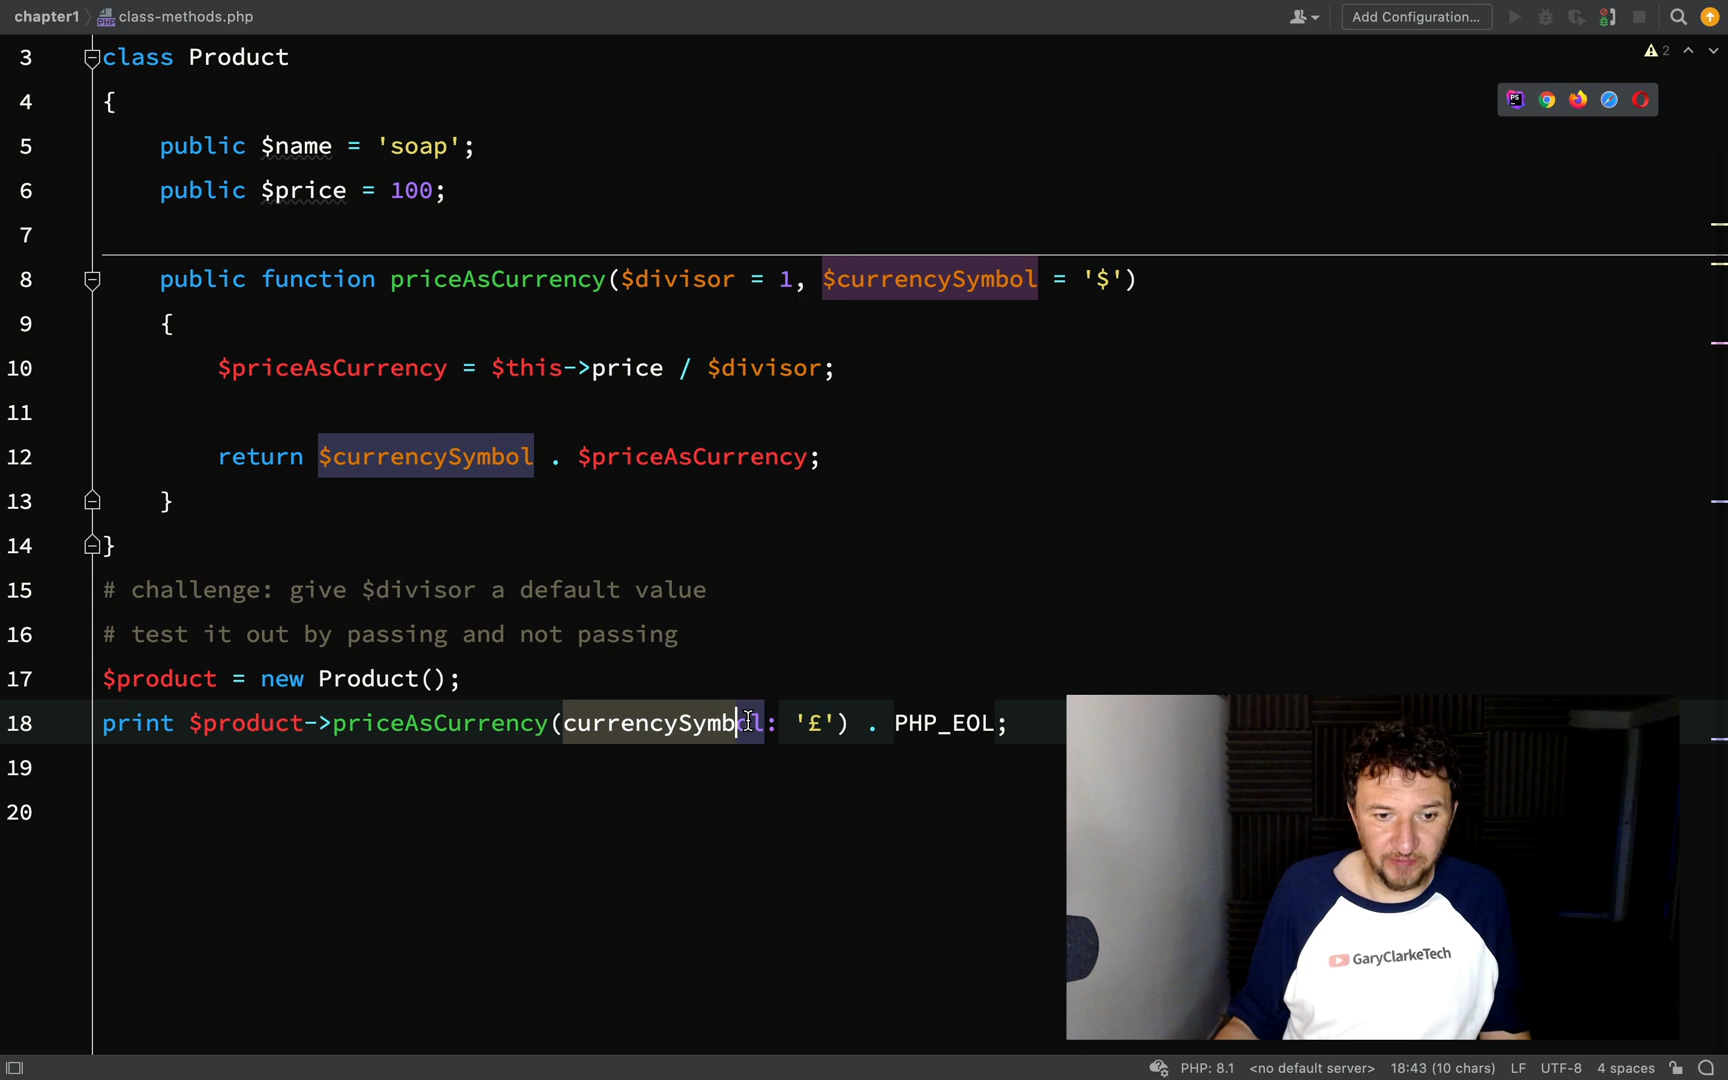 chapter1 class-methods.php Add Configuration...
3 class Product
2
4 {
5 public $name = 'soap';
6 public $price = 100;
7
8 public function priceAsCurrency($divisor = 1, $currencySymbol = '$')
9 {
10 $priceAsCurrency = $this->price / $divisor;
11
12 return $currencySymbol . $priceAsCurrency;
13 }
14 }
15 # challenge: give $divisor a default value
16 # test it out by passing and not passing
17 $product = new Product();
18 print $product->priceAsCurrency(currencySymbol: '£') . PHP_EOL;
19
20
GaryClarkeTech
PHP: 8.1 <no default server> 18:43 (10 chars) LF UTF-8 4 spaces